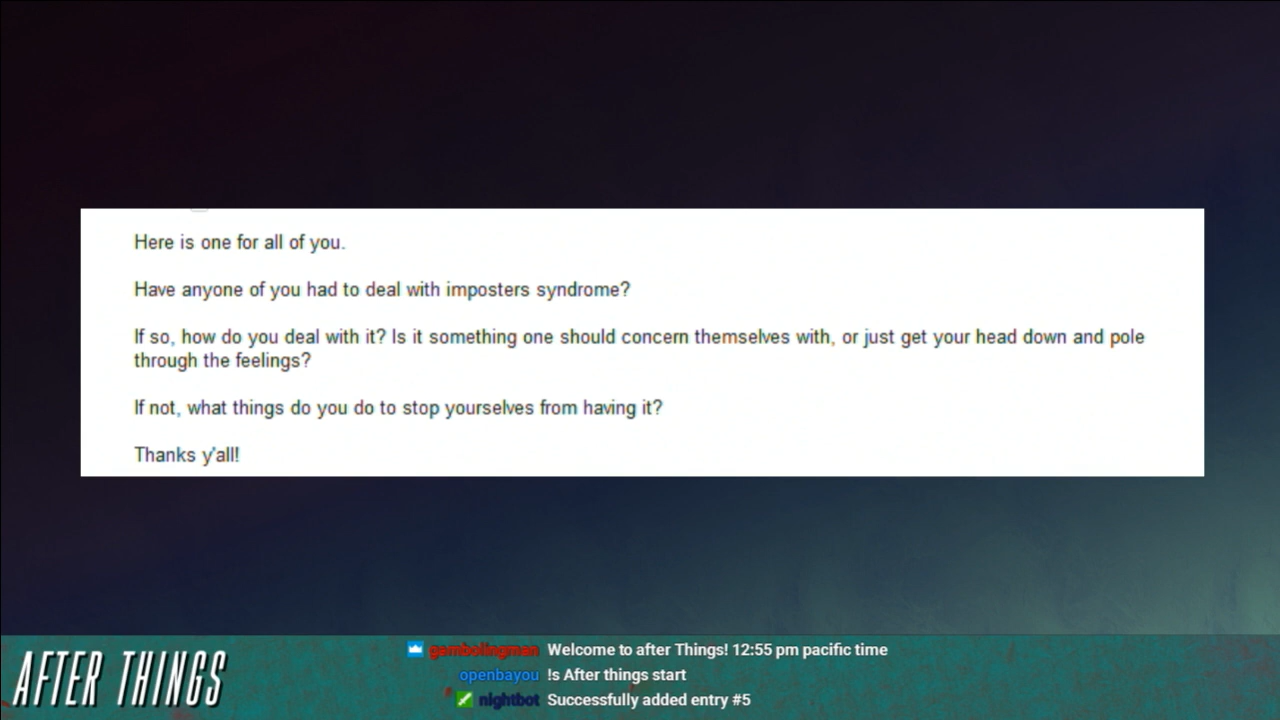 Here is one for all of you.
Have anyone of you had to deal with imposters syndrome?
If so, how do you deal with it? Is it something one should concern themselves with, or just get your head down and pole
through the feelings?
If not, what things do you do to stop yourselves from having it?
Thanks y'all!
AFTER THINGS
gambolingman Welcome to after Things! 12:55 pm pacific time
openbayou !s After things start
nightbot Successfully added entry #5